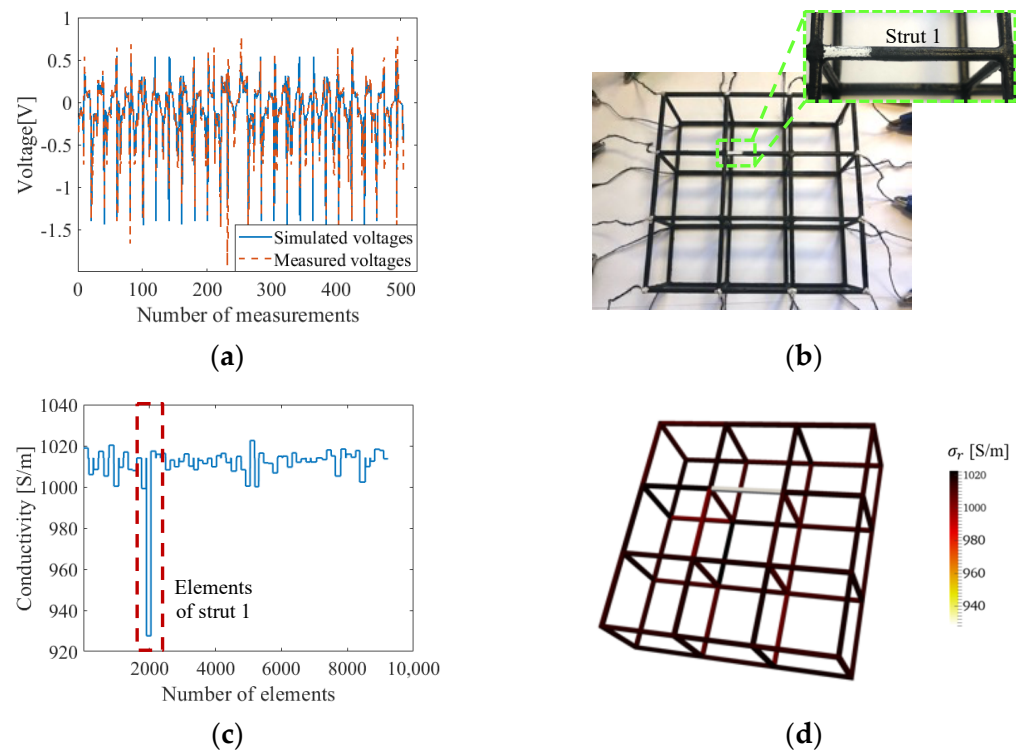 1
0.5
0
-0.5
-1
-1.5
Voltage[V]
Simulated voltages
Measured voltages
0
100
200
300
400
500
Number of measurements
(a)
Strut 1
(b)
1040
1020
1000
980
960
940
920
Conductivity [S/m]
Elements
of strut 1
2000
4000
6000
8000
10,000
Number of elements
(c)
σr [S/m]
1020
1000
980
960
940
(d)